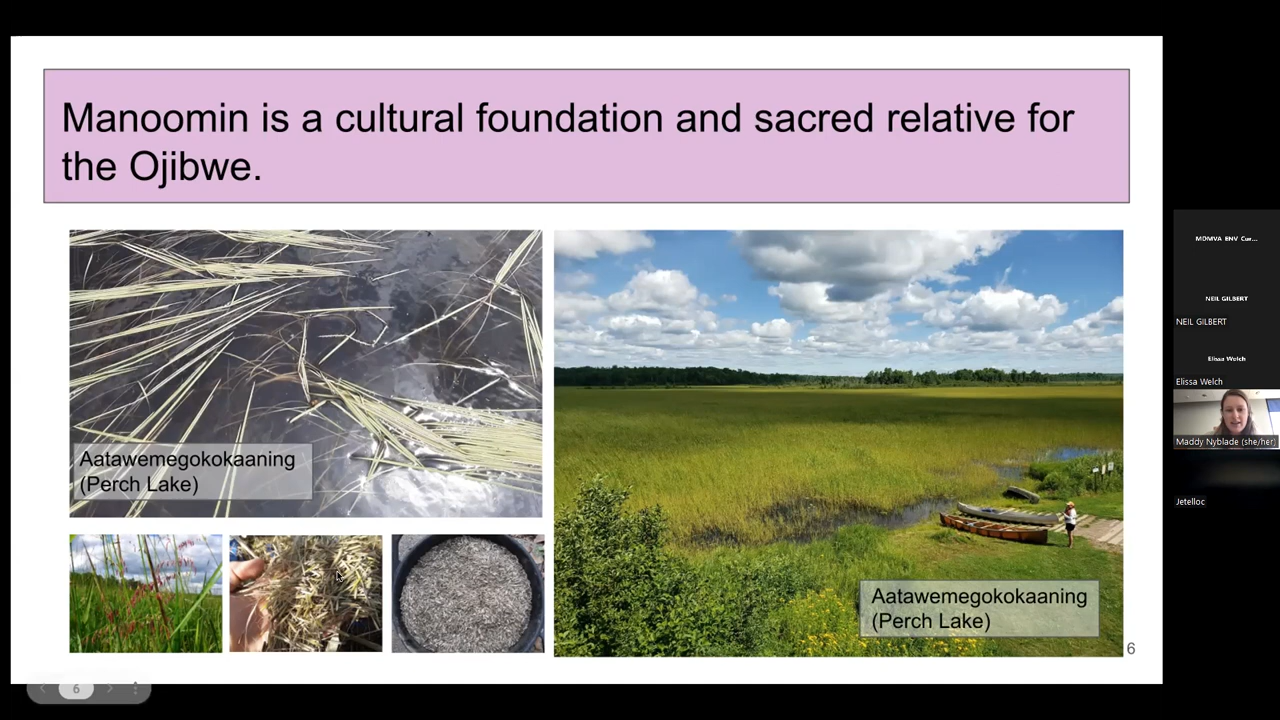 Manoomin is a cultural foundation and sacred relative for
the Ojibwe.
Aatawemegokokaaning
(Perch Lake)
Aatawemegokokaaning
(Perch Lake)
6
6
MDMVA ENV Cur...
NEIL GILBERT
NEIL GILBERT
Elissa Welch
Elissa Welch
Maddy Nyblade (she/her)
Jetelloc